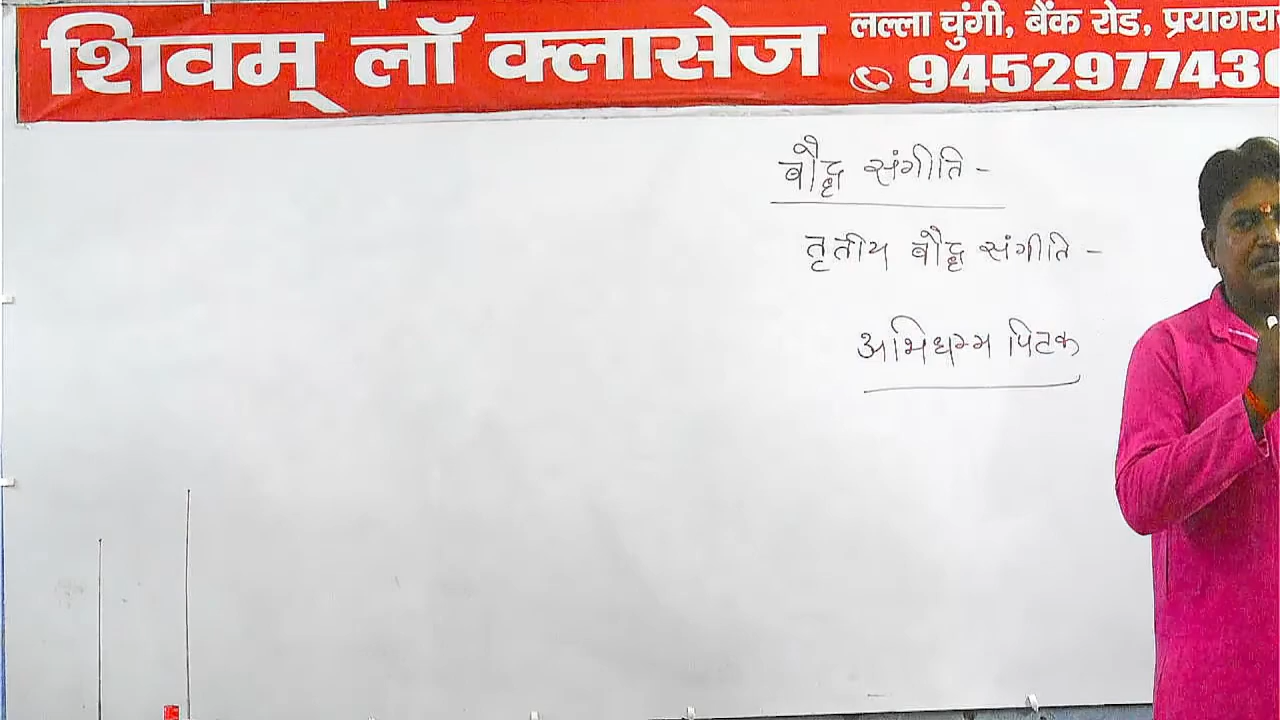 शिवम् लॉ क्लासेज
लल्ला चुंगी, बैंक रोड, प्रयागरा
945297743
बौद्ध संगीति -
तृतीय बौद्ध संगीति -
अभिधम्म पिटक